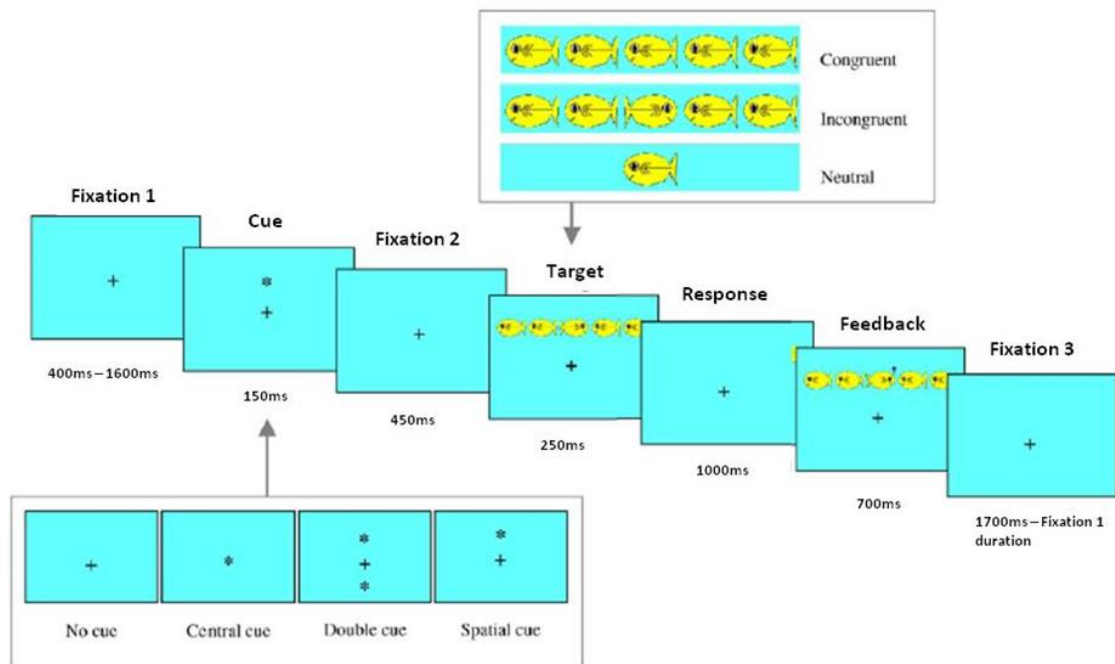 Congruent
Incongruent
Neutral
Fixation 1
Cue
Fixation 2
Target
Response
Feedback
Fixation 3
400ms–1600ms
150ms
450ms
250ms
1000ms
700ms
1700ms–Fixation 1
duration
No cue
Central cue
Double cue
Spatial cue